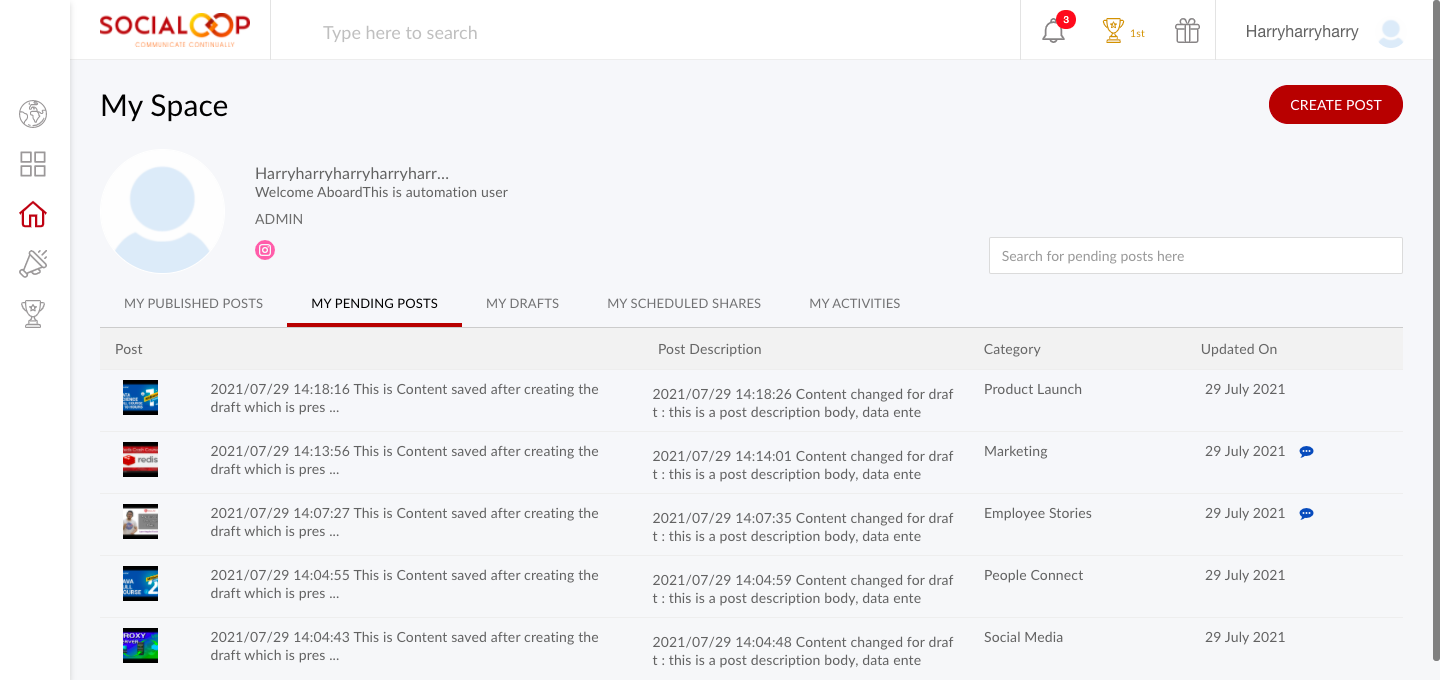 SOCIALOOP
COMMUNICATE CONTINUALLY
Type here to search
3
1st
Harryharryharry
My Space
CREATE POST
Harryharryharryharryharr...
Welcome AboardThis is automation user
ADMIN
Search for pending posts here
MY PUBLISHED POSTS MY PENDING POSTS MY DRAFTS MY SCHEDULED SHARES MY ACTIVITIES
Post Post Description Category Updated On
2021/07/29 14:18:16 This is Content saved after creating the
draft which is pres ...
2021/07/29 14:18:26 Content changed for draf
t : this is a post description body, data ente
Product Launch
29 July 2021
redis
2021/07/29 14:13:56 This is Content saved after creating the
draft which is pres ...
2021/07/29 14:14:01 Content changed for draf
t : this is a post description body, data ente
Marketing
29 July 2021
2021/07/29 14:07:27 This is Content saved after creating the
draft which is pres ...
2021/07/29 14:07:35 Content changed for draf
t : this is a post description body, data ente
Employee Stories
29 July 2021
2021/07/29 14:04:55 This is Content saved after creating the
draft which is pres ...
2021/07/29 14:04:59 Content changed for draf
t : this is a post description body, data ente
People Connect
29 July 2021
ROXY
2021/07/29 14:04:43 This is Content saved after creating the
draft which is pres ...
2021/07/29 14:04:48 Content changed for draf
t : this is a post description body, data ente
Social Media
29 July 2021